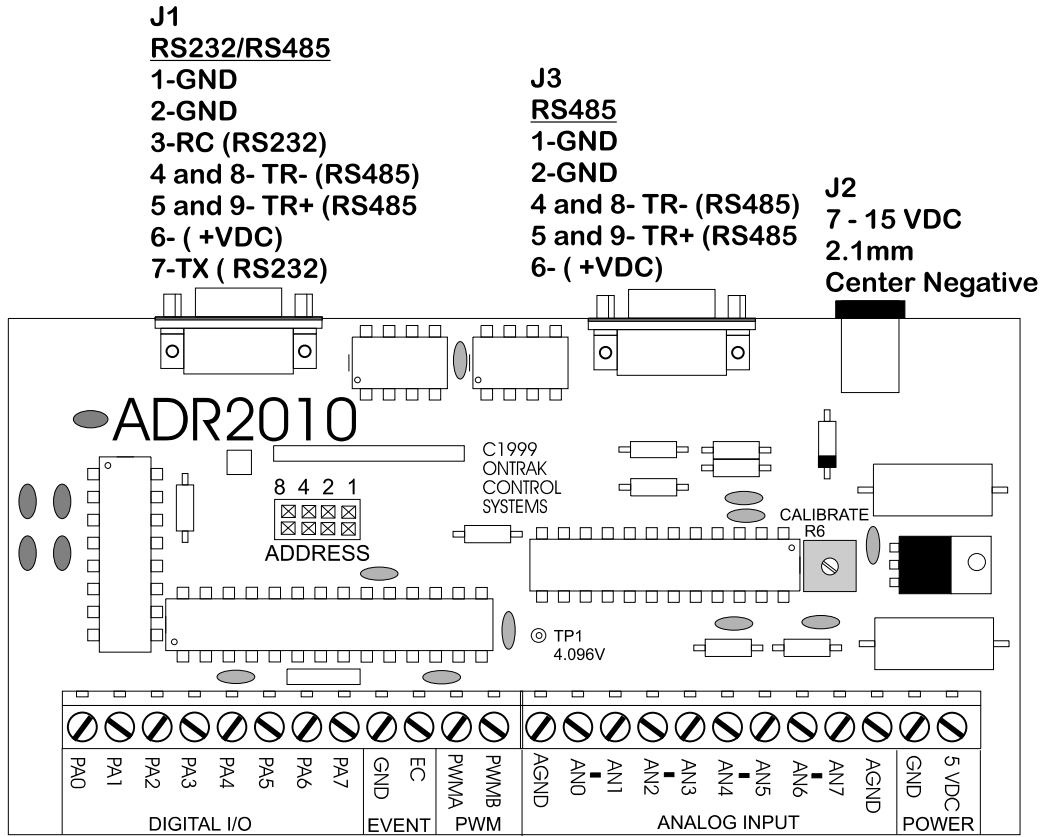 J1
RS232/RS485
1-GND
2-GND
3-RC (RS232)
4 and 8- TR- (RS485)
5 and 9- TR+ (RS485
6- ( +VDC)
7-TX ( RS232)
J3
RS485
1-GND
2-GND
4 and 8- TR- (RS485)
5 and 9- TR+ (RS485
6- ( +VDC)
J2
7 - 15 VDC
2.1mm
Center Negative
ADR2010
C1999
ONTRAK
CONTROL
SYSTEMS
8 4 2 1
ADDRESS
CALIBRATE
R6
TP1
4.096V
PA0 PA1 PA2 PA3 PA4 PA5 PA6 PA7 GND EC PWMA PWMB AGND AN0 - AN1 AN2 - AN3 AN4 - AN5 AN6 - AN7 AGND GND 5 VDC
DIGITAL I/O EVENT PWM ANALOG INPUT POWER